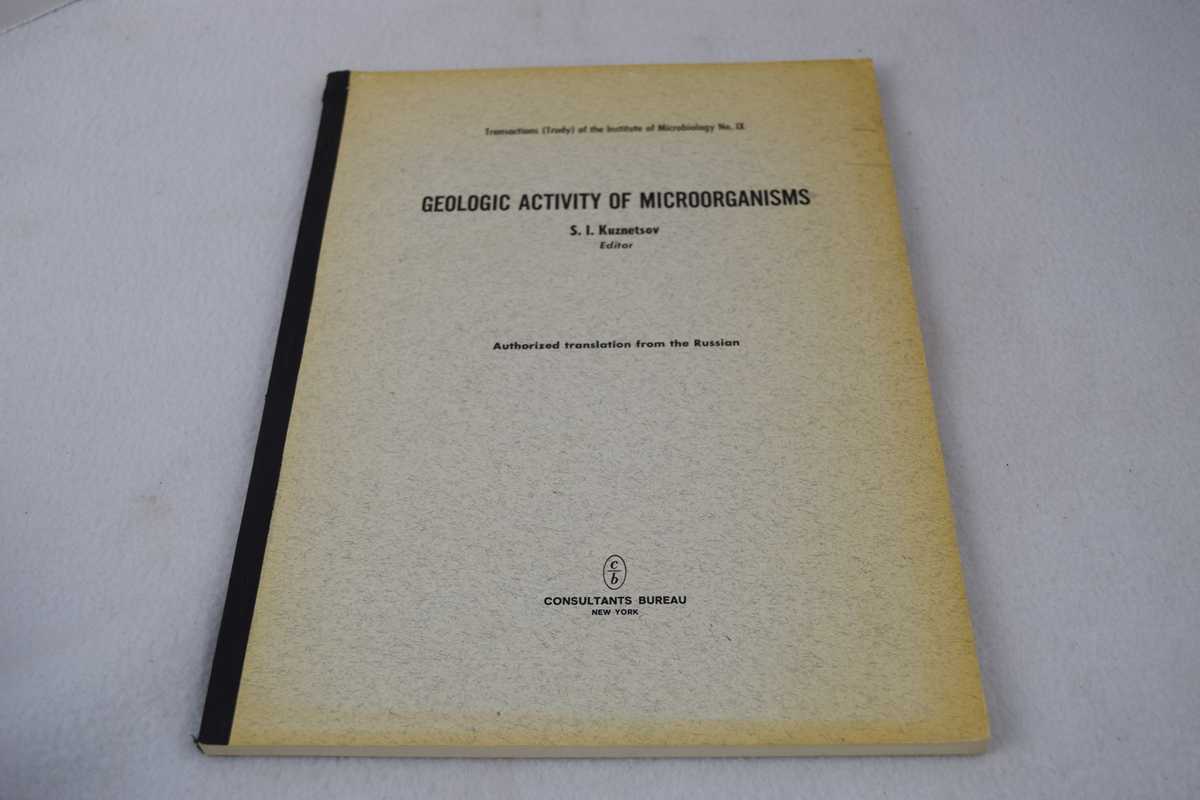 Transactions (Trudy) of the Institute of Microbiology No. IX
GEOLOGIC ACTIVITY OF MICROORGANISMS
S. I. Kuznetsov
Editor
Authorized translation from the Russian
c
b
CONSULTANTS BUREAU
NEW YORK